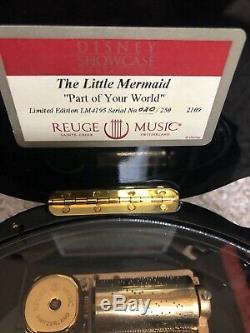 DISNEY
SHOWCASE
The Little Mermaid
"Part of Your World"
Limited Edition LM4195 Serial No 020/250 2109
REUGE MUSIC®
SAINTE-CROIX SWITZERLAND
SWITZERLAND